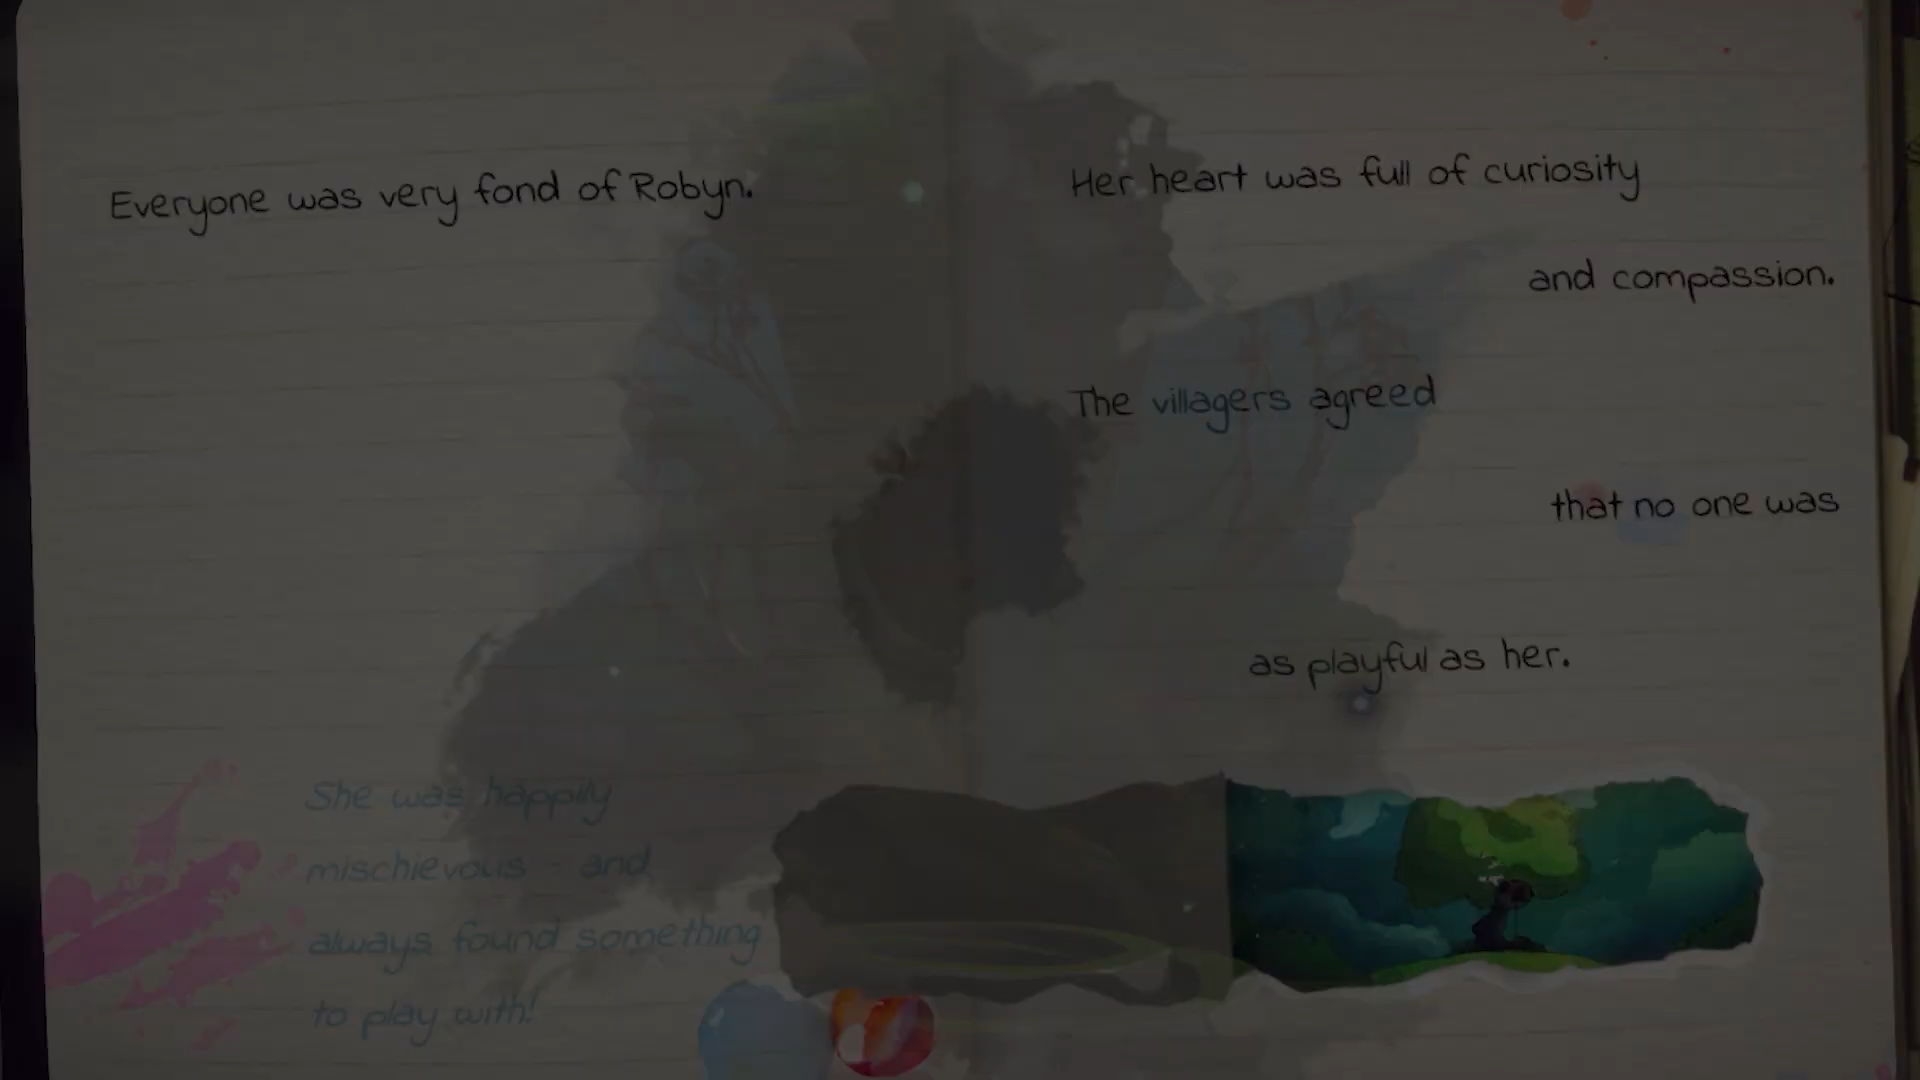 Everyone was very fond of Robyn.
She was happily
mischievous - and
always found something
to play with!
Her heart was full of curiosity
and compassion.
The villagers agreed
that no one was
as playful as her.